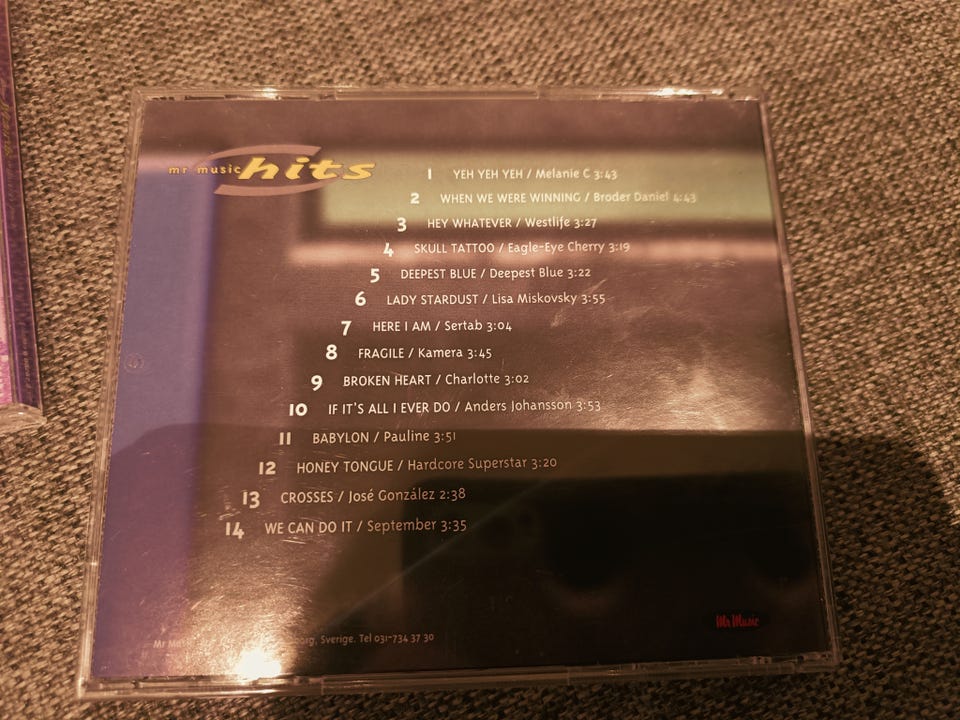 mr music hits
1 YEH YEH YEH / Melanie C 3:43
2 WHEN WE WERE WINNING / Broder Daniel 4:43
3 HEY WHATEVER / Westlife 3:27
4 SKULL TATTOO / Eagle-Eye Cherry 3:19
5 DEEPEST BLUE / Deepest Blue 3:22
6 LADY STARDUST / Lisa Miskovsky 3:55
7 HERE I AM / Sertab 3:04
8 FRAGILE / Kamera 3:45
9 BROKEN HEART / Charlotte 3:02
10 IF IT'S ALL I EVER DO / Anders Johansson 3:53
11 BABYLON / Pauline 3:51
12 HONEY TONGUE / Hardcore Superstar 3:20
13 CROSSES / José González 2:38
14 WE CAN DO IT / September 3:35
Mr Music
Mr Sverige. Tel 031-734 37 30